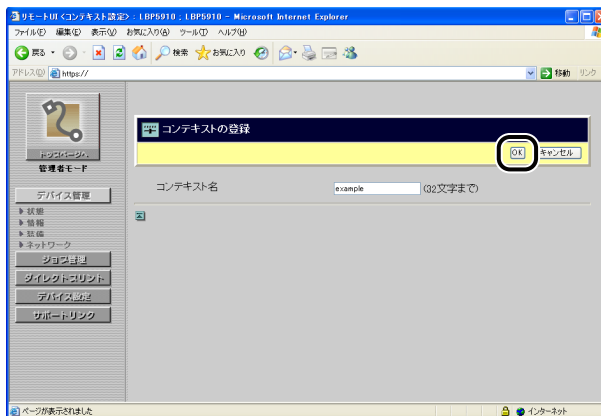 リモートUI <コンテキスト設定> : LBP5910 ; LBP5910 - Microsoft Internet Explorer
ファイル(F) 編集(E) 表示(V) お気に入り(A) ツール(T) ヘルプ(H)
戻る 検索 お気に入り
アドレス(D) https:// 移動 リンク
コンテキストの登録
OK キャンセル
コンテキスト名 example (32文字まで)
トップページへ
管理者モード
デバイス管理
状態
情報
装備
ネットワーク
ジョブ管理
ダイレクトプリント
デバイス設定
サポートリンク
ページが表示されました インターネット